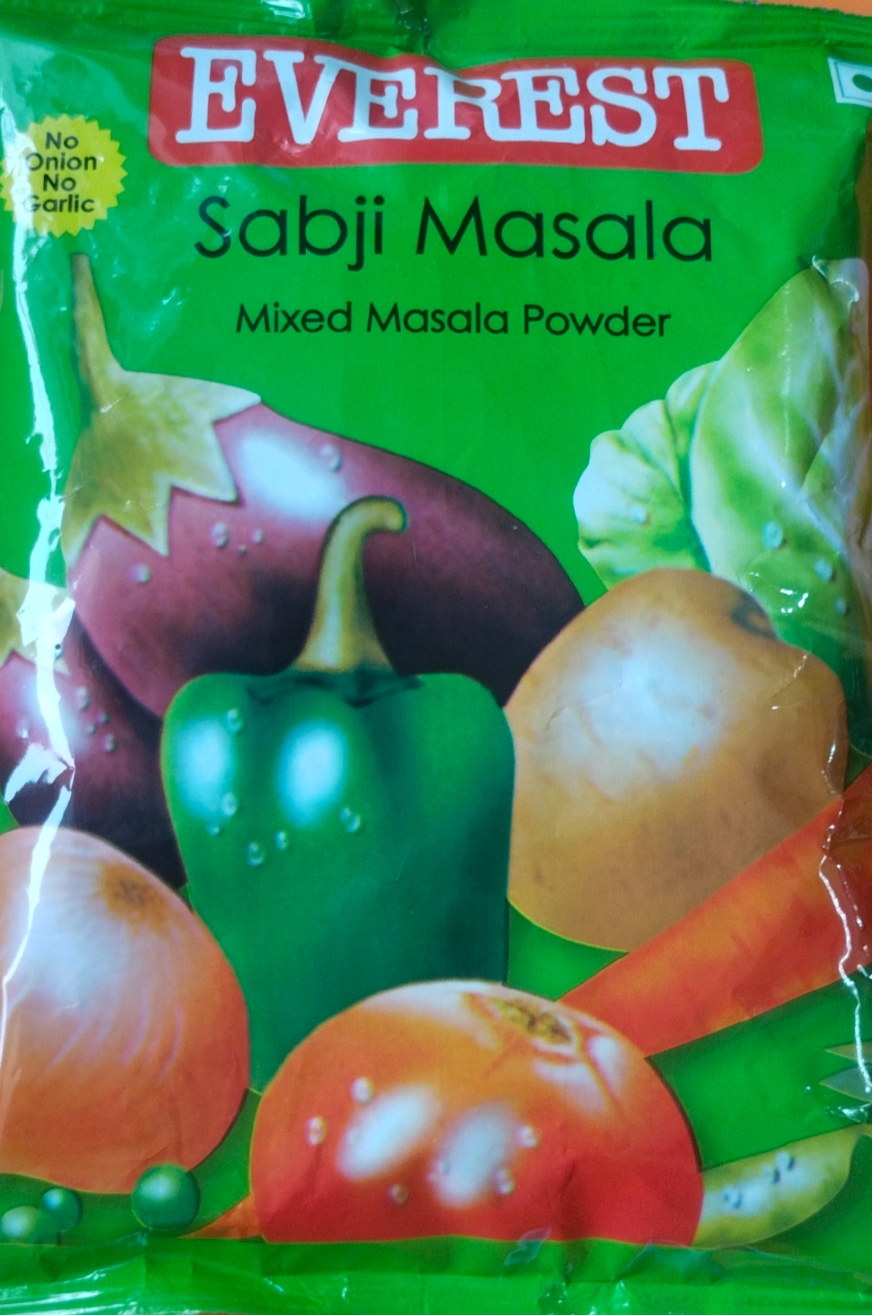 EVEREST
No
Onion
No
Garlic
Sabji Masala
Mixed Masala Powder